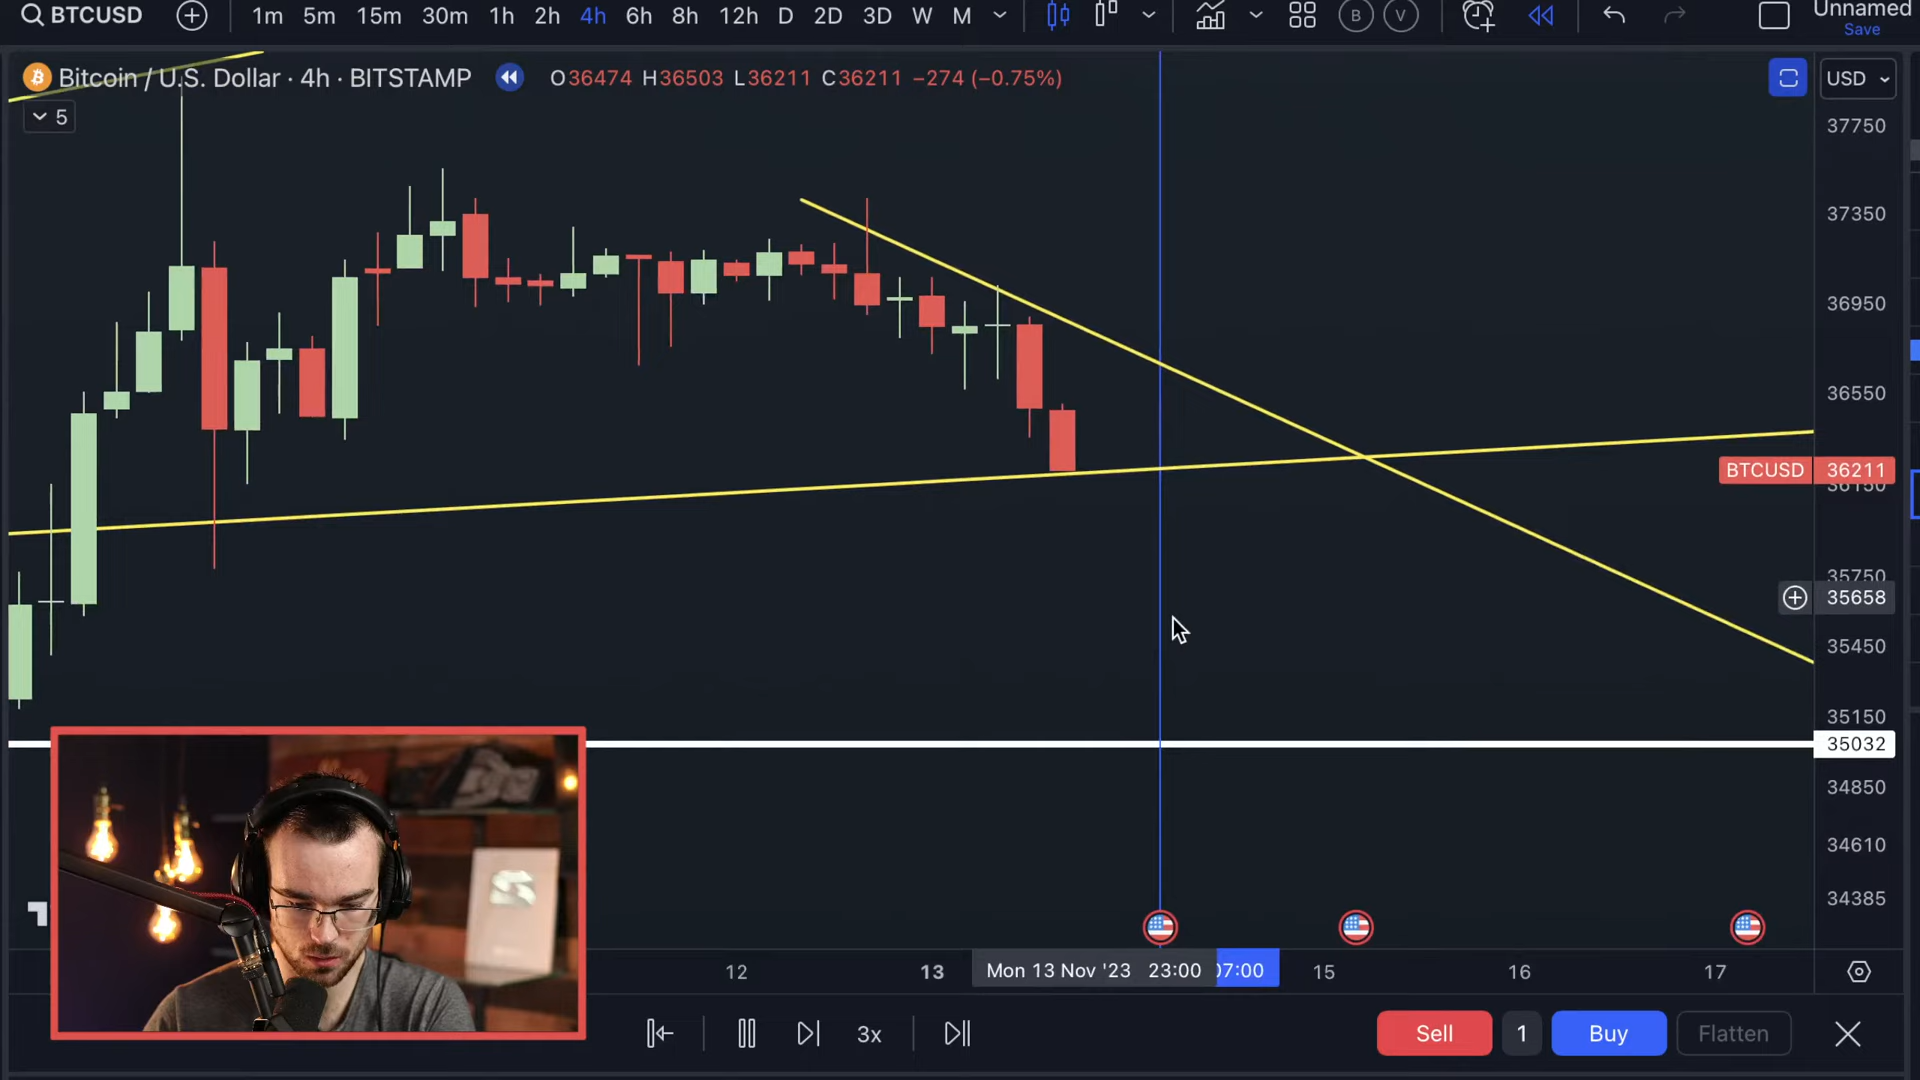 BTCUSD 1m 5m 15m 30m 1h 2h 4h 6h 8h 12h D 2D 3D W M B V Unnamed
Save
Bitcoin / U.S. Dollar · 4h · BITSTAMP O36474 H36503 L36211 C36211 −274 (−0.75%) USD
5
37750
37350
36950
36550
BTCUSD 36211
36150
35750
35658
35450
35150
35032
34850
34610
34385
12 13 Mon 13 Nov '23 23:00 07:00 15 16 17
3x Sell 1 Buy Flatten